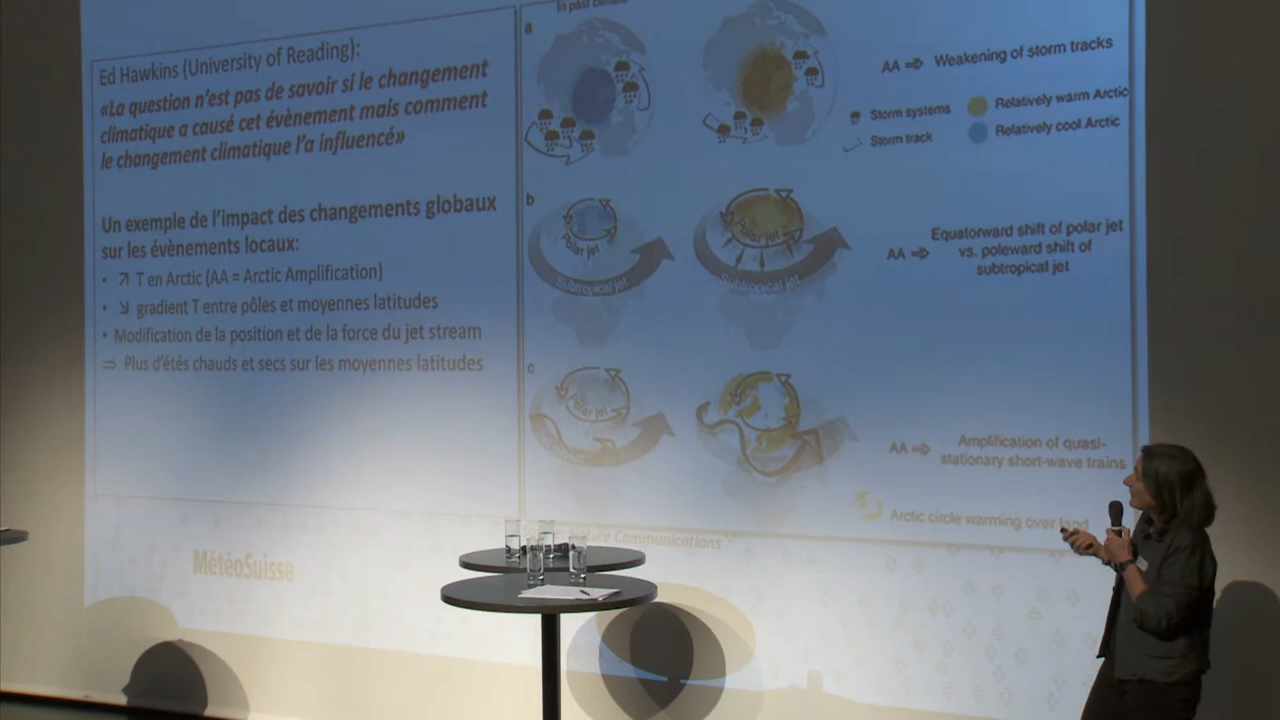 Ed Hawkins (University of Reading):
«La question n'est pas de savoir si le changement
climatique a causé cet évènement mais comment
le changement climatique l'a influencé»
Un exemple de l'impact des changements globaux
sur les évènements locaux:
• ↗ T en Arctic (AA = Arctic Amplification)
• ↘ gradient T entre pôles et moyennes latitudes
• Modification de la position et de la force du jet stream
⇒ Plus d'étés chauds et secs sur les moyennes latitudes
In past climate
a
AA ⇒ Weakening of storm tracks
Storm systems
Relatively warm Arctic
Storm track
Relatively cool Arctic
b
Polar jet
Subtropical jet
Polar jet
Subtropical jet
AA ⇒ Equatorward shift of polar jet
vs. poleward shift of
subtropical jet
c
Polar jet
AA ⇒ Amplification of quasi-
stationary short-wave trains
Arctic circle warming over land
Nature Communications
MétéoSuisse